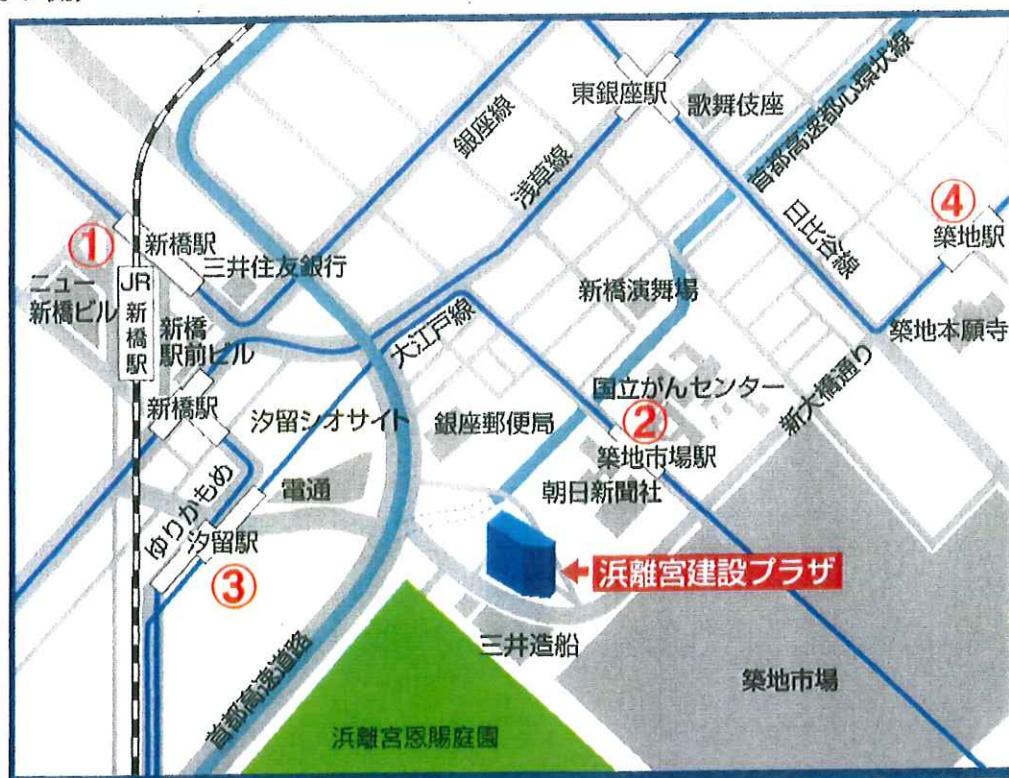 東銀座駅
歌舞伎座
首都高速都心環状線
銀座線
浅草線
日比谷線
④
築地駅
①
新橋駅
三井住友銀行
ニュー
新橋ビル
JR
新橋駅
新橋
駅前ビル
新橋駅
大江戸線
新橋演舞場
築地本願寺
新大橋通り
国立がんセンター
汐留シオサイト
銀座郵便局
②
築地市場駅
朝日新聞社
ゆりかもめ
電通
汐留駅
③
浜離宮建設プラザ
三井造船
首都高速道路
築地市場
浜離宮恩賜庭園